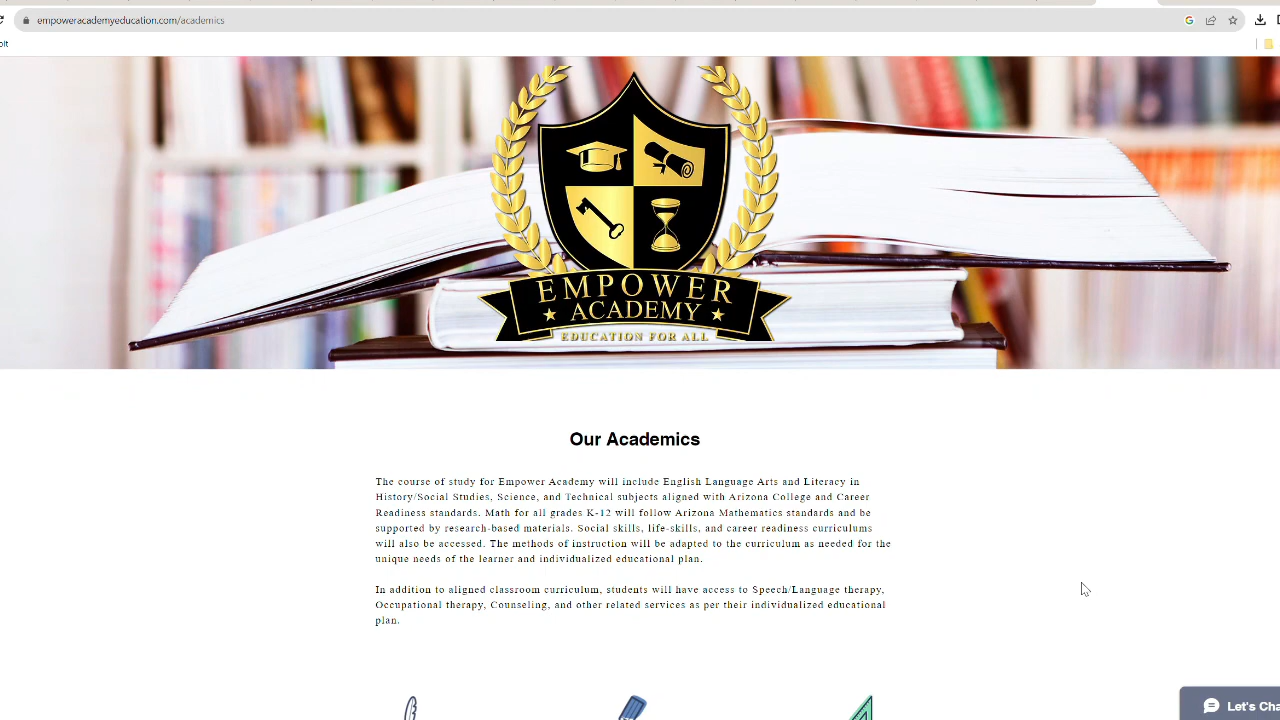 empoweracademyeducation.com/academics
EMPOWER
ACADEMY
EDUCATION FOR ALL
Our Academics
The course of study for Empower Academy will include English Language Arts and Literacy in
History/Social Studies, Science, and Technical subjects aligned with Arizona College and Career
Readiness standards. Math for all grades K-12 will follow Arizona Mathematics standards and be
supported by research-based materials. Social skills, life-skills, and career readiness curriculums
will also be accessed. The methods of instruction will be adapted to the curriculum as needed for the
unique needs of the learner and individualized educational plan.
In addition to aligned classroom curriculum, students will have access to Speech/Language therapy,
Occupational therapy, Counseling, and other related services as per their individualized educational
plan.
Let's Cha